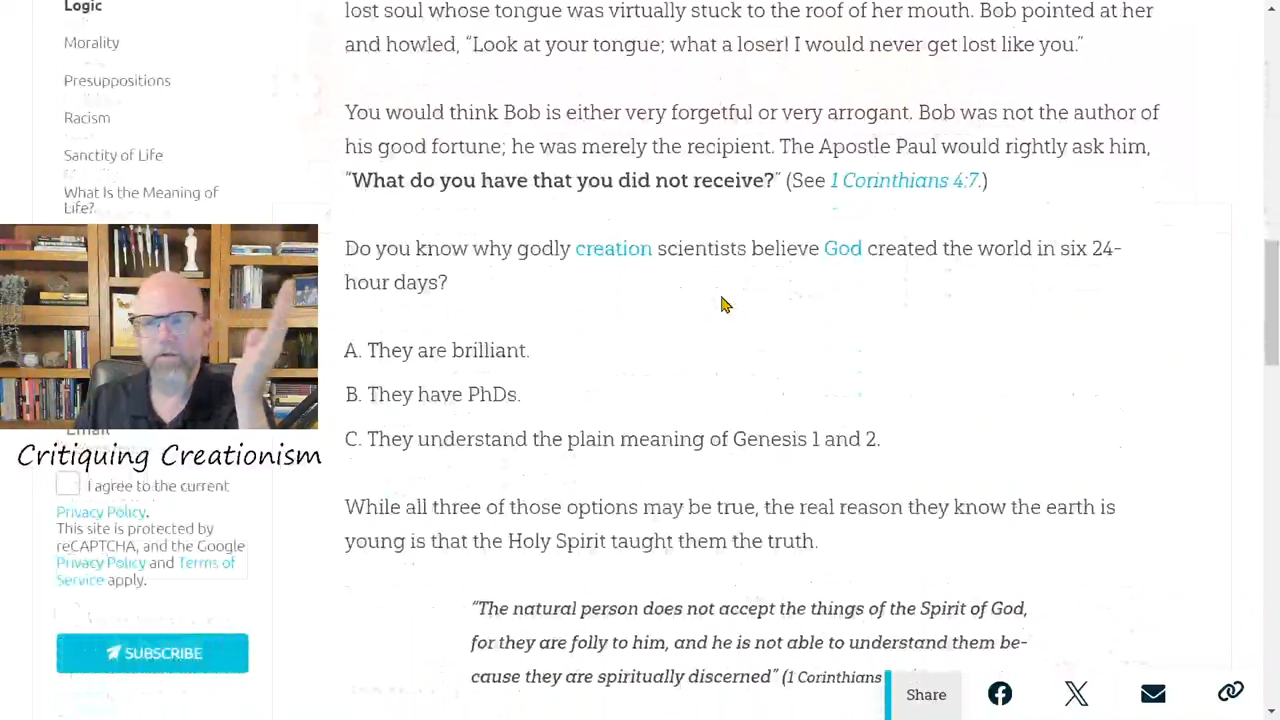 Logic
Morality
Presuppositions
Racism
Sanctity of Life
What Is the Meaning of
Life?
Critiquing Creationism
I agree to the current
Privacy Policy.
This site is protected by
reCAPTCHA, and the Google
Privacy Policy and Terms of
Service apply.
SUBSCRIBE
lost soul whose tongue was virtually stuck to the roof of her mouth. Bob pointed at her
and howled, “Look at your tongue; what a loser! I would never get lost like you.”
You would think Bob is either very forgetful or very arrogant. Bob was not the author of
his good fortune; he was merely the recipient. The Apostle Paul would rightly ask him,
“What do you have that you did not receive?” (See 1 Corinthians 4:7.)
Do you know why godly creation scientists believe God created the world in six 24-
hour days?
A. They are brilliant.
B. They have PhDs.
C. They understand the plain meaning of Genesis 1 and 2.
While all three of those options may be true, the real reason they know the earth is
young is that the Holy Spirit taught them the truth.
“The natural person does not accept the things of the Spirit of God,
for they are folly to him, and he is not able to understand them be-
cause they are spiritually discerned” (1 Corinthians
Share